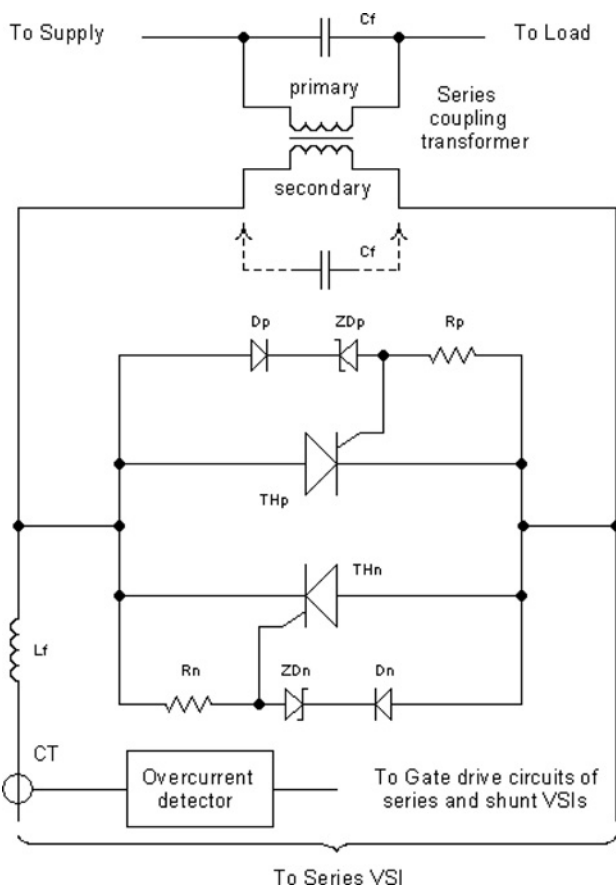 To Supply
Cf
To Load
primary
Series
coupling
transformer
secondary
Cf
Dp
ZDp
Rp
THp
THn
Lf
Rn
ZDn
Dn
CT
Overcurrent
detector
To Gate drive circuits of
series and shunt VSIs
To Series VSI